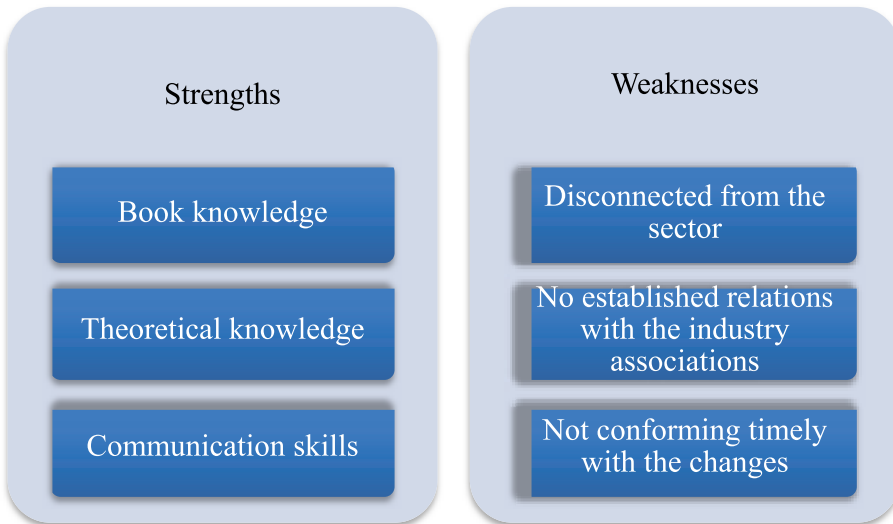 Strengths
Book knowledge
Theoretical knowledge
Communication skills
Weaknesses
Disconnected from the
sector
No established relations
with the industry
associations
Not conforming timely
with the changes